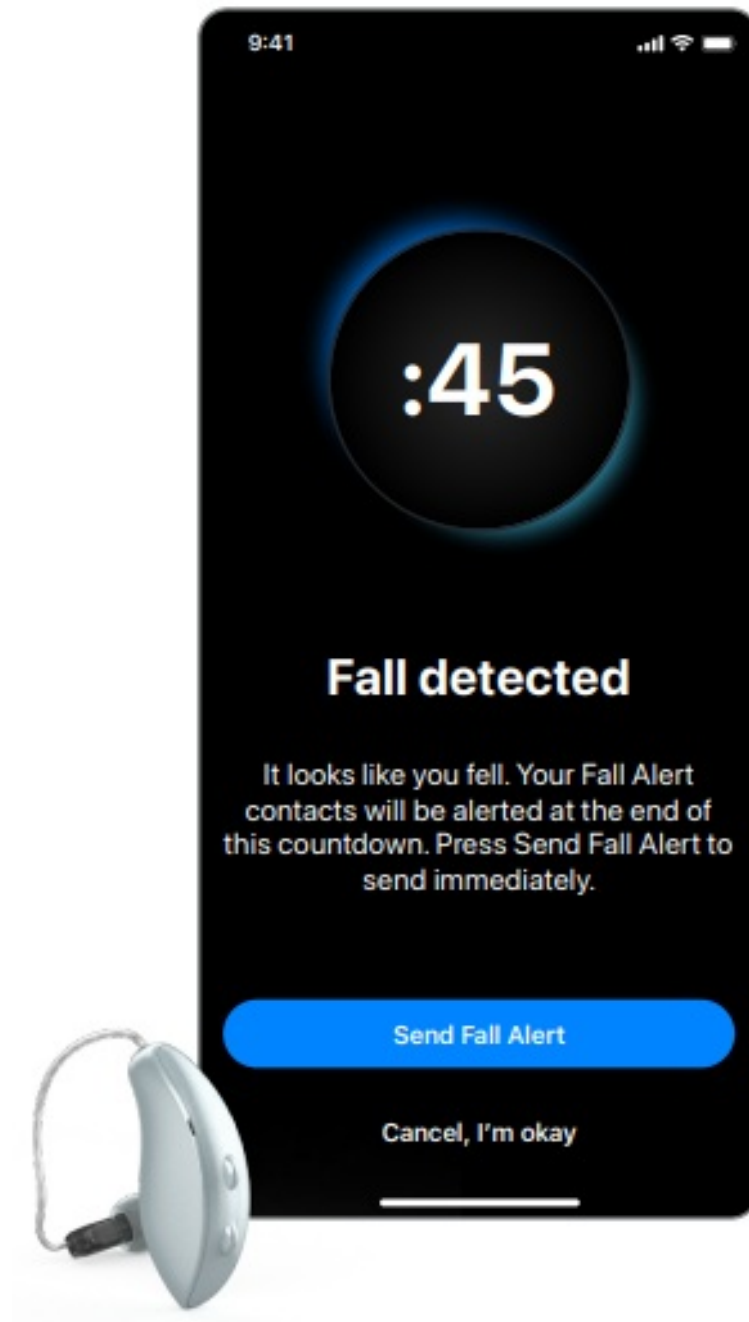 9:41
:45
Fall detected
It looks like you fell. Your Fall Alert
contacts will be alerted at the end of
this countdown. Press Send Fall Alert to
send immediately.
Send Fall Alert
Cancel, I’m okay